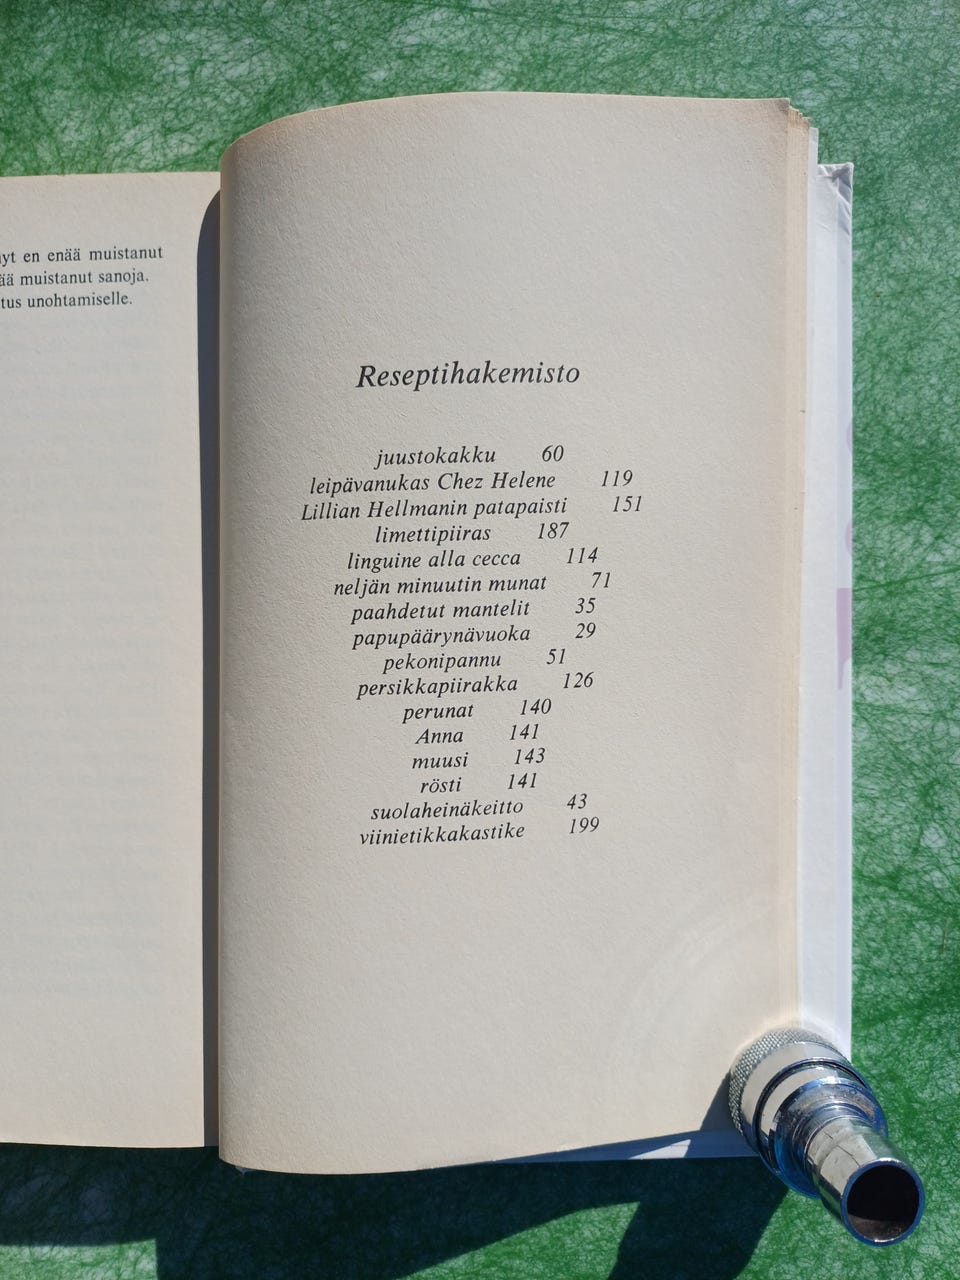 yt en enää muistanut
ää muistanut sanoja.
tus unohtamiselle.
Reseptihakemisto
juustokakku 60
leipävanukas Chez Helene 119
Lillian Hellmanin patapaisti 151
limettipiiras 187
linguine alla cecca 114
neljän minuutin munat 71
paahdetut mantelit 35
papupäärynävuoka 29
pekonipannu 51
persikkapiirakka 126
perunat 140
Anna 141
muusi 143
rösti 141
suolaheinäkeitto 43
viinietikkakastike 199